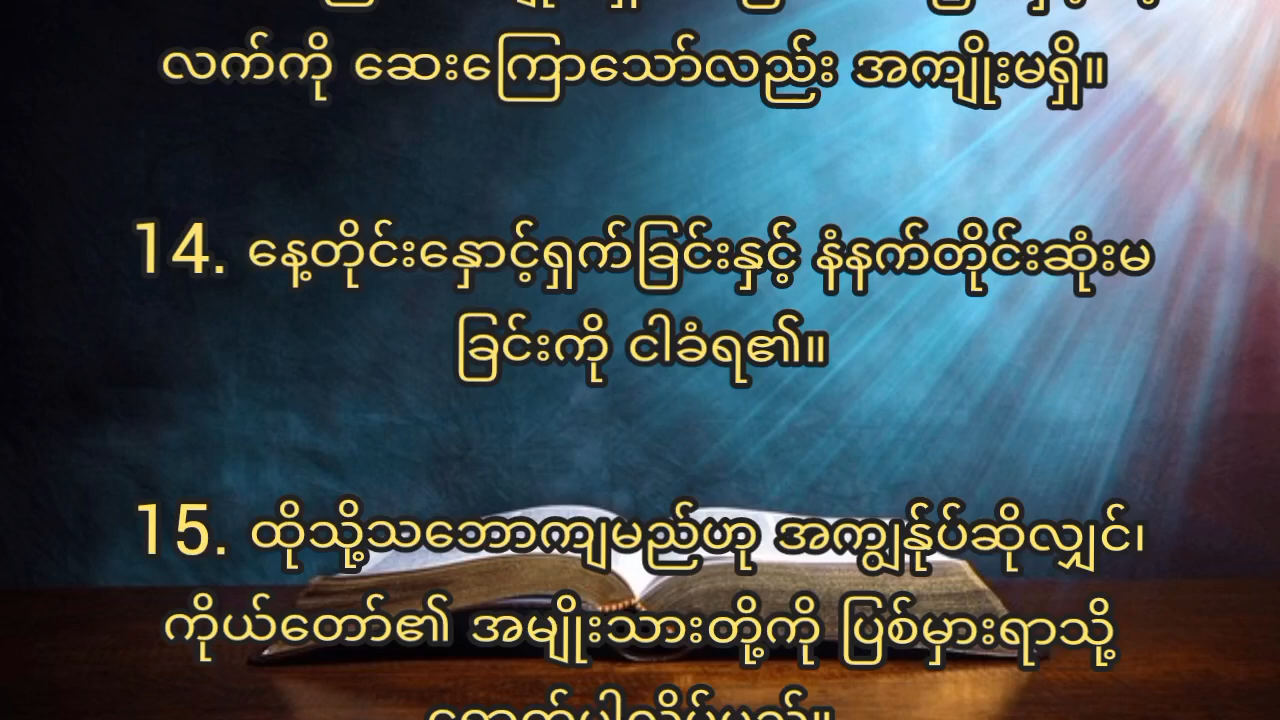 လက်ကို ဆေးကြောသော်လည်း အကျိုးမရှိ။
14. နေ့တိုင်းနှောင့်ရှက်ခြင်းနှင့် နံနက်တိုင်းဆုံးမ
ခြင်းကို ငါခံရ၏။
15. ထိုသို့သဘောကျမည်ဟု အကျွန်ုပ်ဆိုလျှင်၊
ကိုယ်တော်၏ အမျိုးသားတို့ကို ပြစ်မှားရာသို့